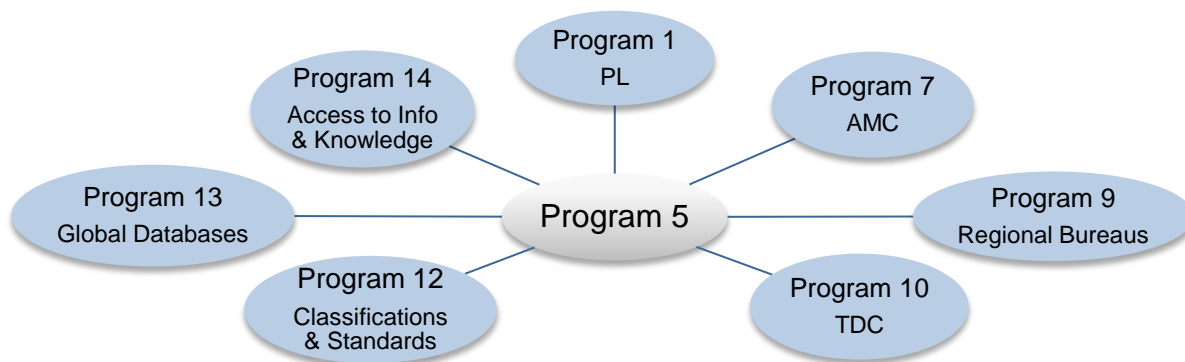 Program 1
PL
Program 14
Access to Info
& Knowledge
Program 7
AMC
Program 13
Global Databases
Program 5
Program 9
Regional Bureaus
Program 12
Classifications
& Standards
Program 10
TDC